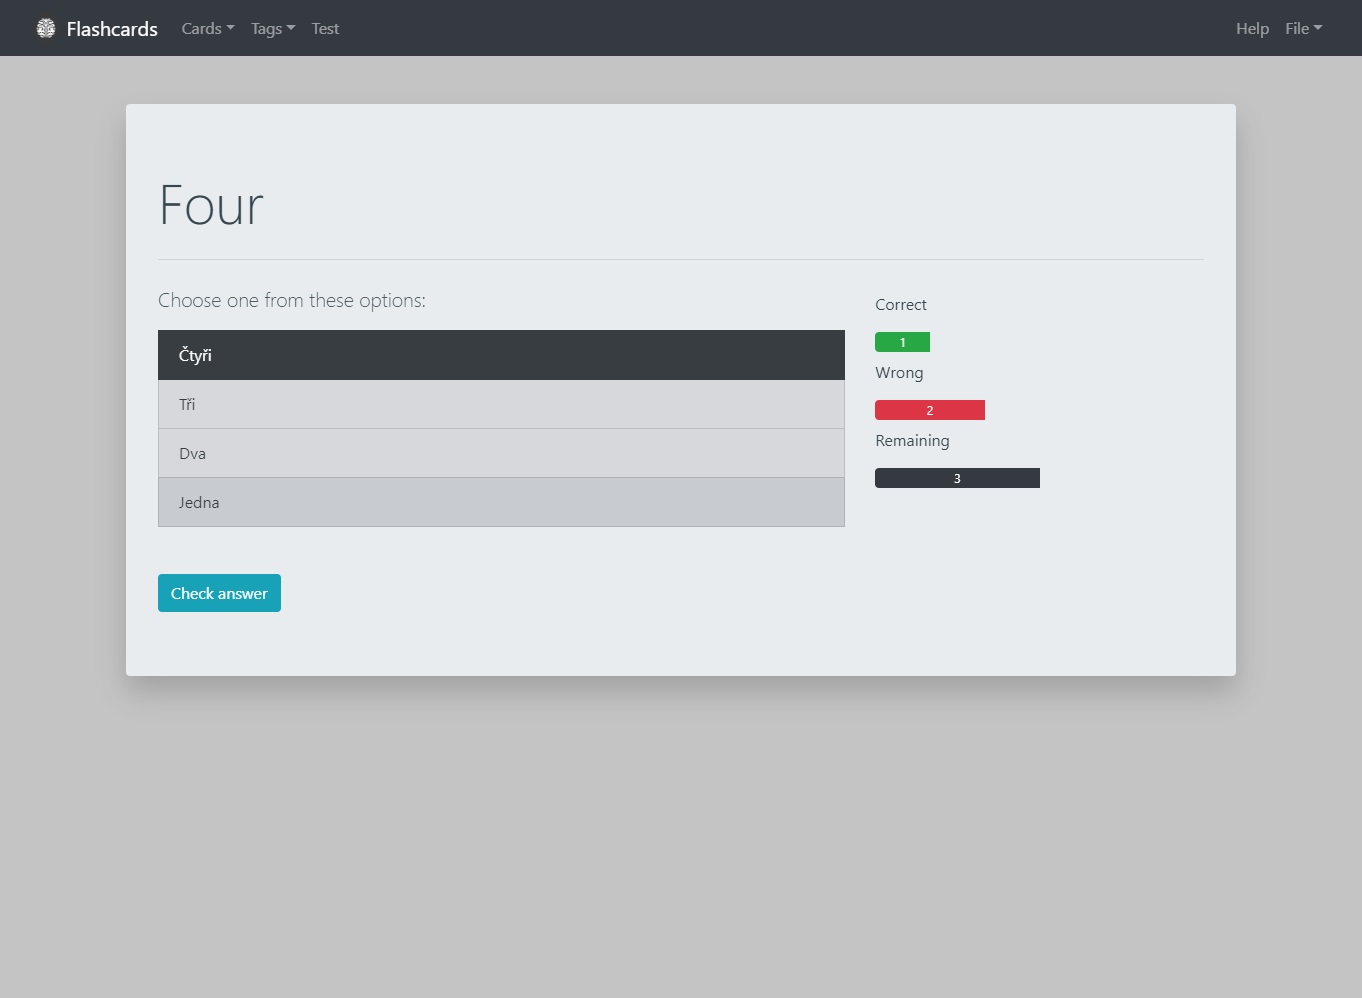 Flashcards Cards Tags Test Help File
Four
Choose one from these options:
Čtyři
Tři
Dva
Jedna
Check answer
Correct
1
Wrong
2
Remaining
3